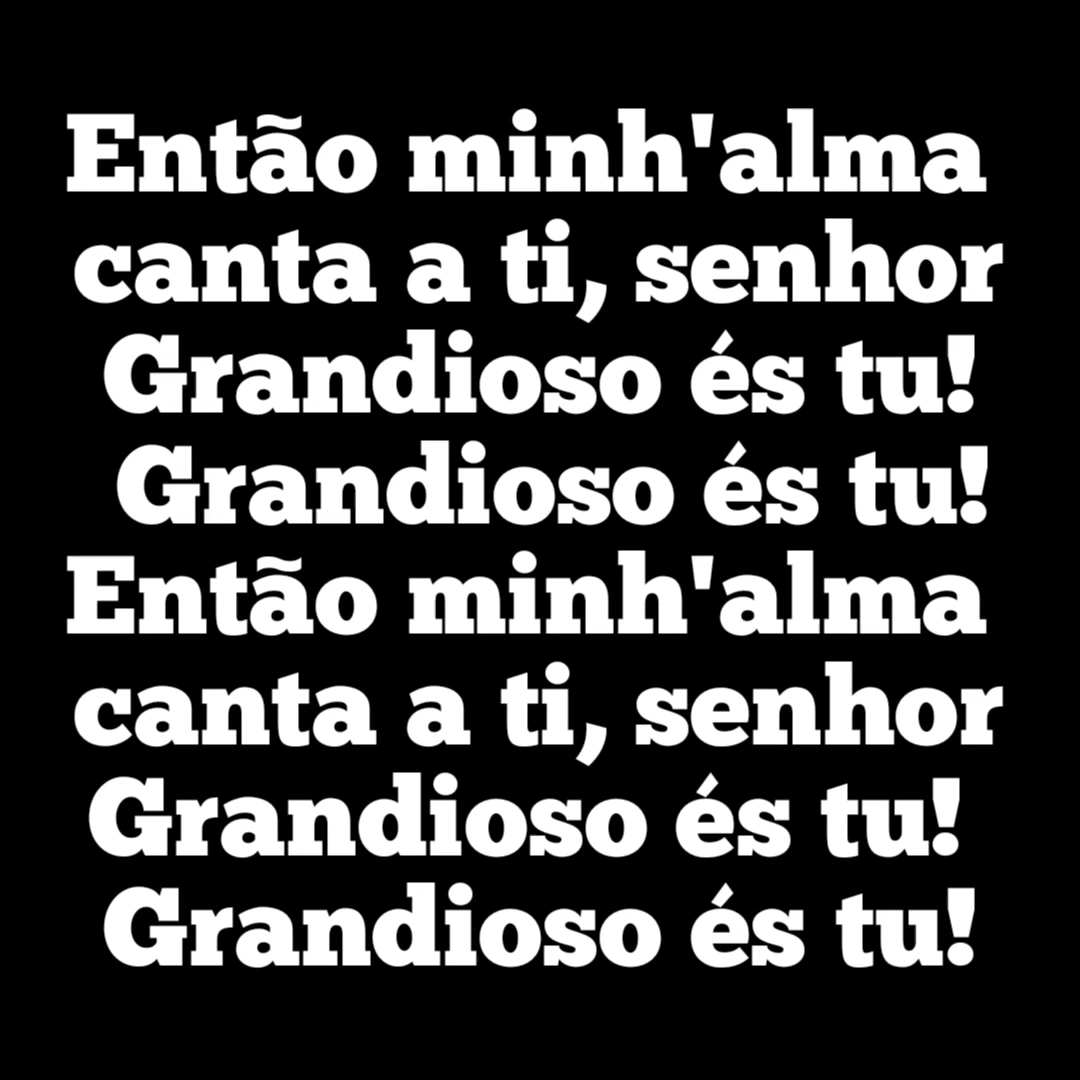 Então minh'alma
canta a ti, senhor
Grandioso és tu!
Grandioso és tu!
Então minh'alma
canta a ti, senhor
Grandioso és tu!
Grandioso és tu!